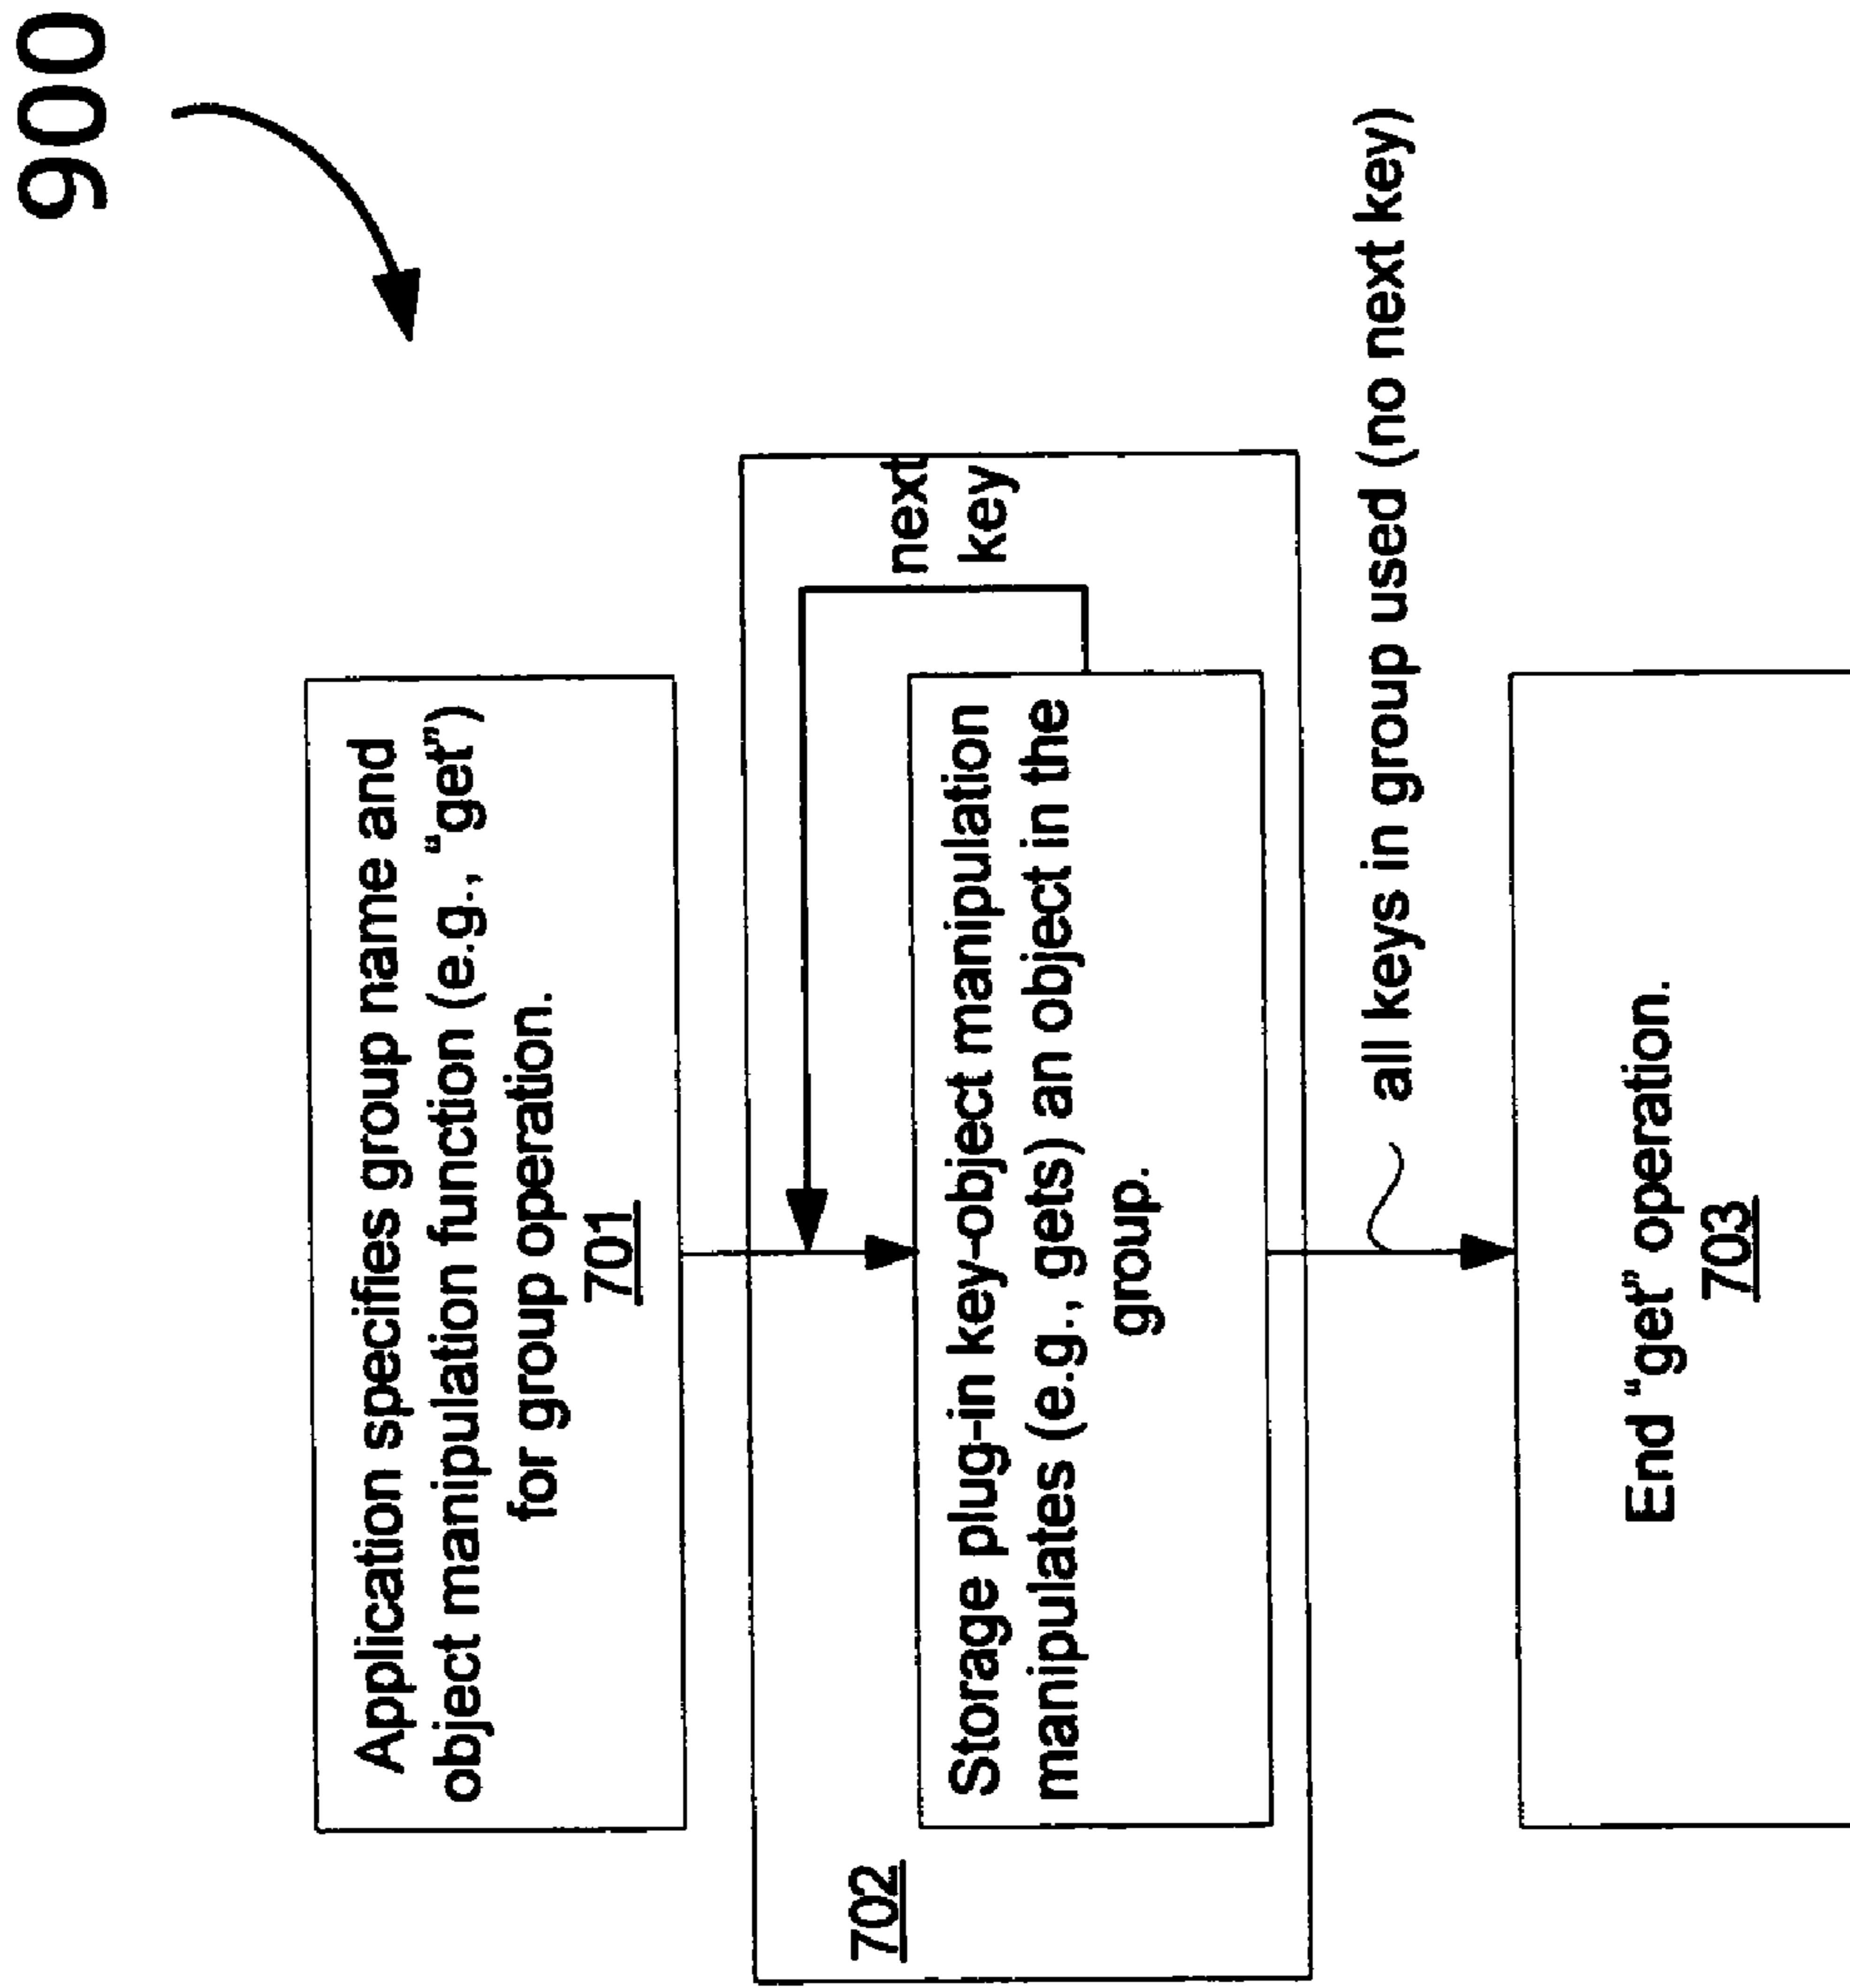 900
Application specifies group name and
object manipulation function (e.g., “get”)
for group operation.
701
702
next
key
Storage plug-in key-object manipulation
manipulates (e.g., gets) an object in the
group.
all keys in group used (no next key)
End “get” operation.
703